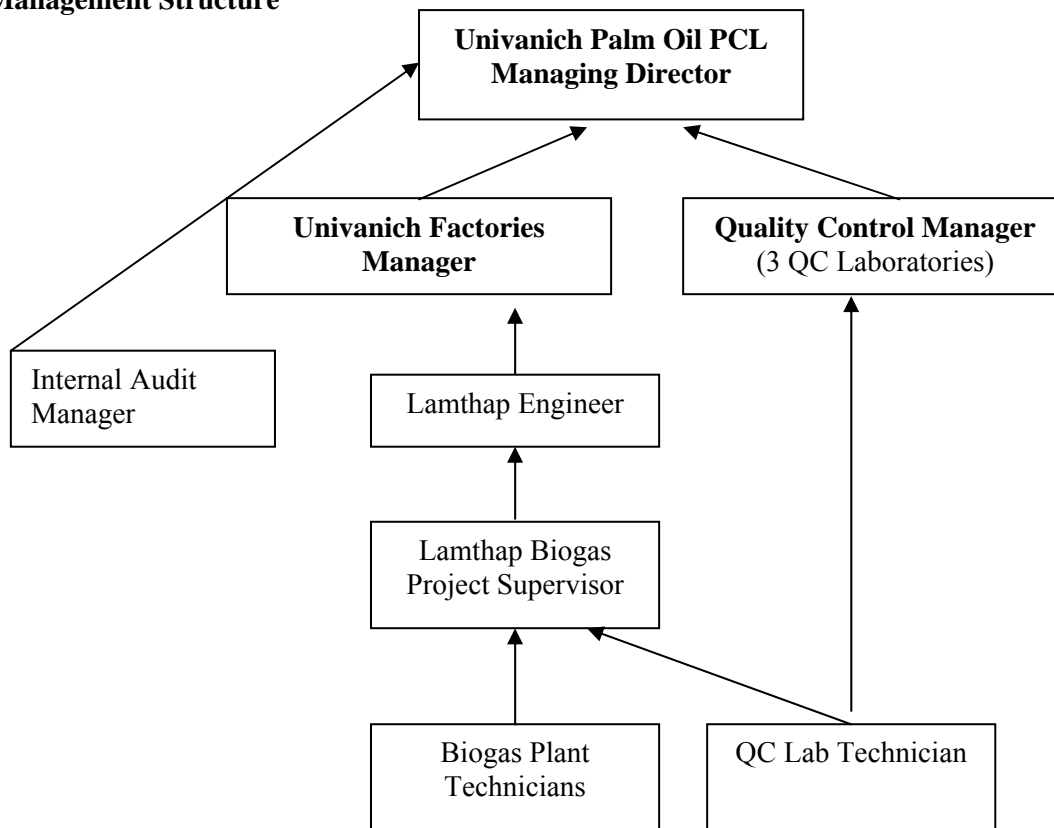 Management Structure
Univanich Palm Oil PCL
Managing Director
Univanich Factories
Manager
Quality Control Manager
(3 QC Laboratories)
Internal Audit
Manager
Lamthap Engineer
Lamthap Biogas
Project Supervisor
Biogas Plant
Technicians
QC Lab Technician